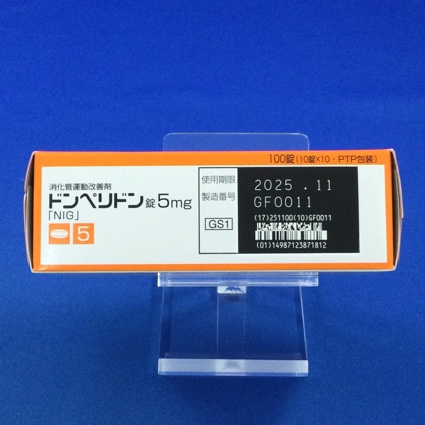 100錠(10錠×10・PTP包装)
消化管運動改善剤
ドンペリドン錠5mg
「NIG」
5
使用期限
製造番号
GS1
2025.11
GF0011
(17)251100(10)GF0011
(01)14987123871812